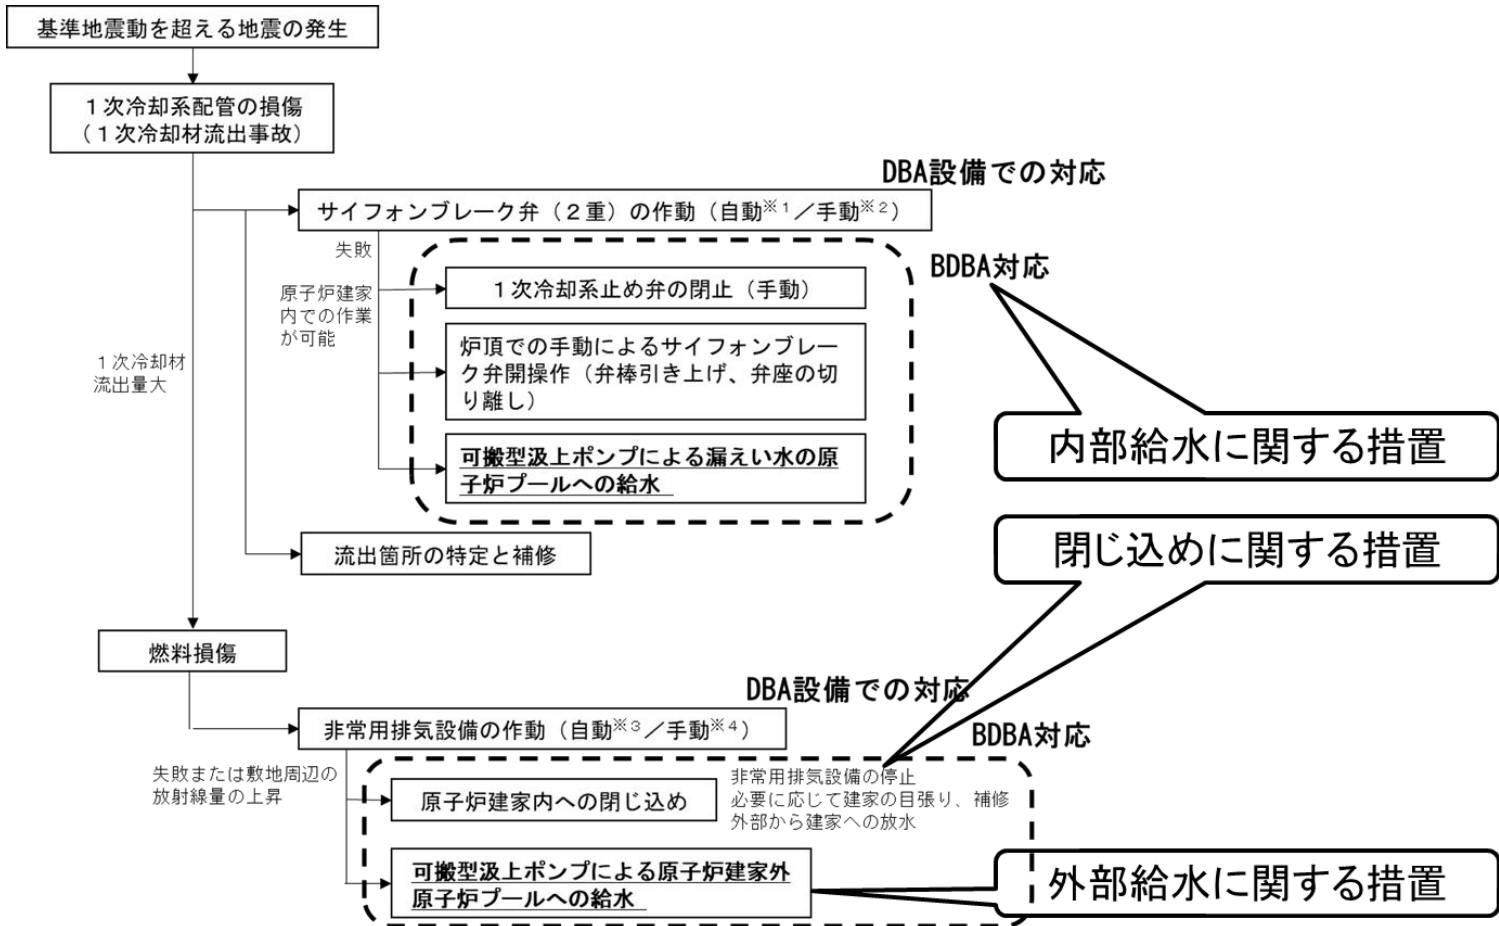 基準地震動を超える地震の発生
１次冷却系配管の損傷
（１次冷却材流出事故）
DBA設備での対応
サイフォンブレーク弁（２重）の作動（自動※１／手動※２）
失敗
BDBA対応
原子炉建家
内での作業
が可能
１次冷却系止め弁の閉止（手動）
炉頂での手動によるサイフォンブレー
ク弁開操作（弁棒引き上げ、弁座の切
り離し）
１次冷却材
流出量大
内部給水に関する措置
可搬型汲上ポンプによる漏えい水の原
子炉プールへの給水
流出箇所の特定と補修
閉じ込めに関する措置
燃料損傷
DBA設備での対応
非常用排気設備の作動（自動※３／手動※４）
BDBA対応
失敗または敷地周辺の
放射線量の上昇
原子炉建家内への閉じ込め
非常用排気設備の停止
必要に応じて建家の目張り、補修
外部から建家への放水
可搬型汲上ポンプによる原子炉建家外
原子炉プールへの給水
外部給水に関する措置